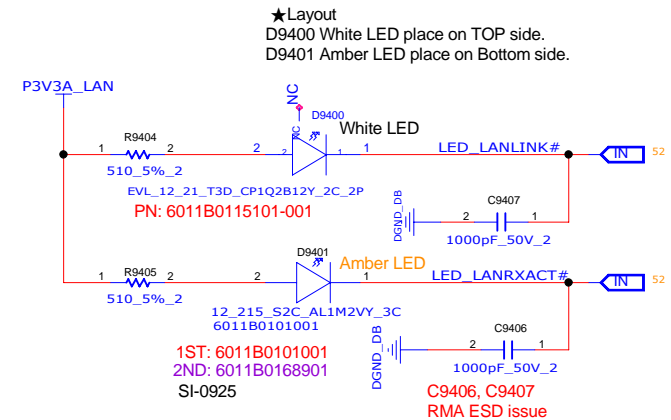 ★Layout
D9400 White LED place on TOP side.
D9401 Amber LED place on Bottom side.
P3V3A_LAN
NC
NC
D9400
White LED
R9404
1 2
510_5%_2
2 2 1 1
LED_LANLINK#
IN 52
EVL_12_21_T3D_CP1Q2B12Y_2C_2P
PN: 6011B0115101-001
C9407
DGND_DB
2 1
1000pF_50V_2
D9401
Amber LED
R9405
1 2
510_5%_2
2 1
LED_LANRXACT#
IN 52
12_215_S2C_AL1M2VY_3C
6011B0101001
1ST: 6011B0101001
2ND: 6011B0168901
SI-0925
C9406
DGND_DB
2 1
1000pF_50V_2
C9406, C9407
RMA ESD issue